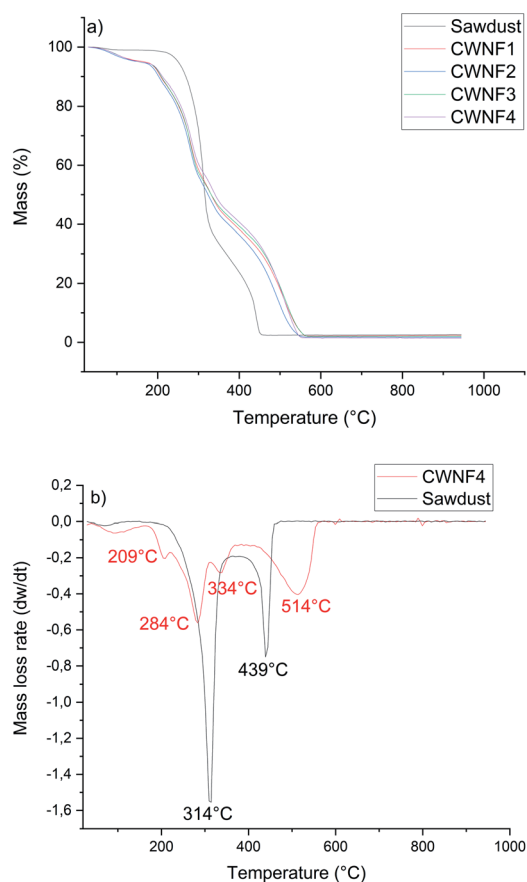 a)
Sawdust
CWNF1
CWNF2
CWNF3
CWNF4
100
80
60
40
20
0
Mass (%)
200 400 600 800 1000
Temperature (°C)
b)
CWNF4
Sawdust
0,2
0,0
-0,2
-0,4
-0,6
-0,8
-1,0
-1,2
-1,4
-1,6
Mass loss rate (dw/dt)
209°C
284°C
334°C
514°C
439°C
314°C
200 400 600 800 1000
Temperature (°C)